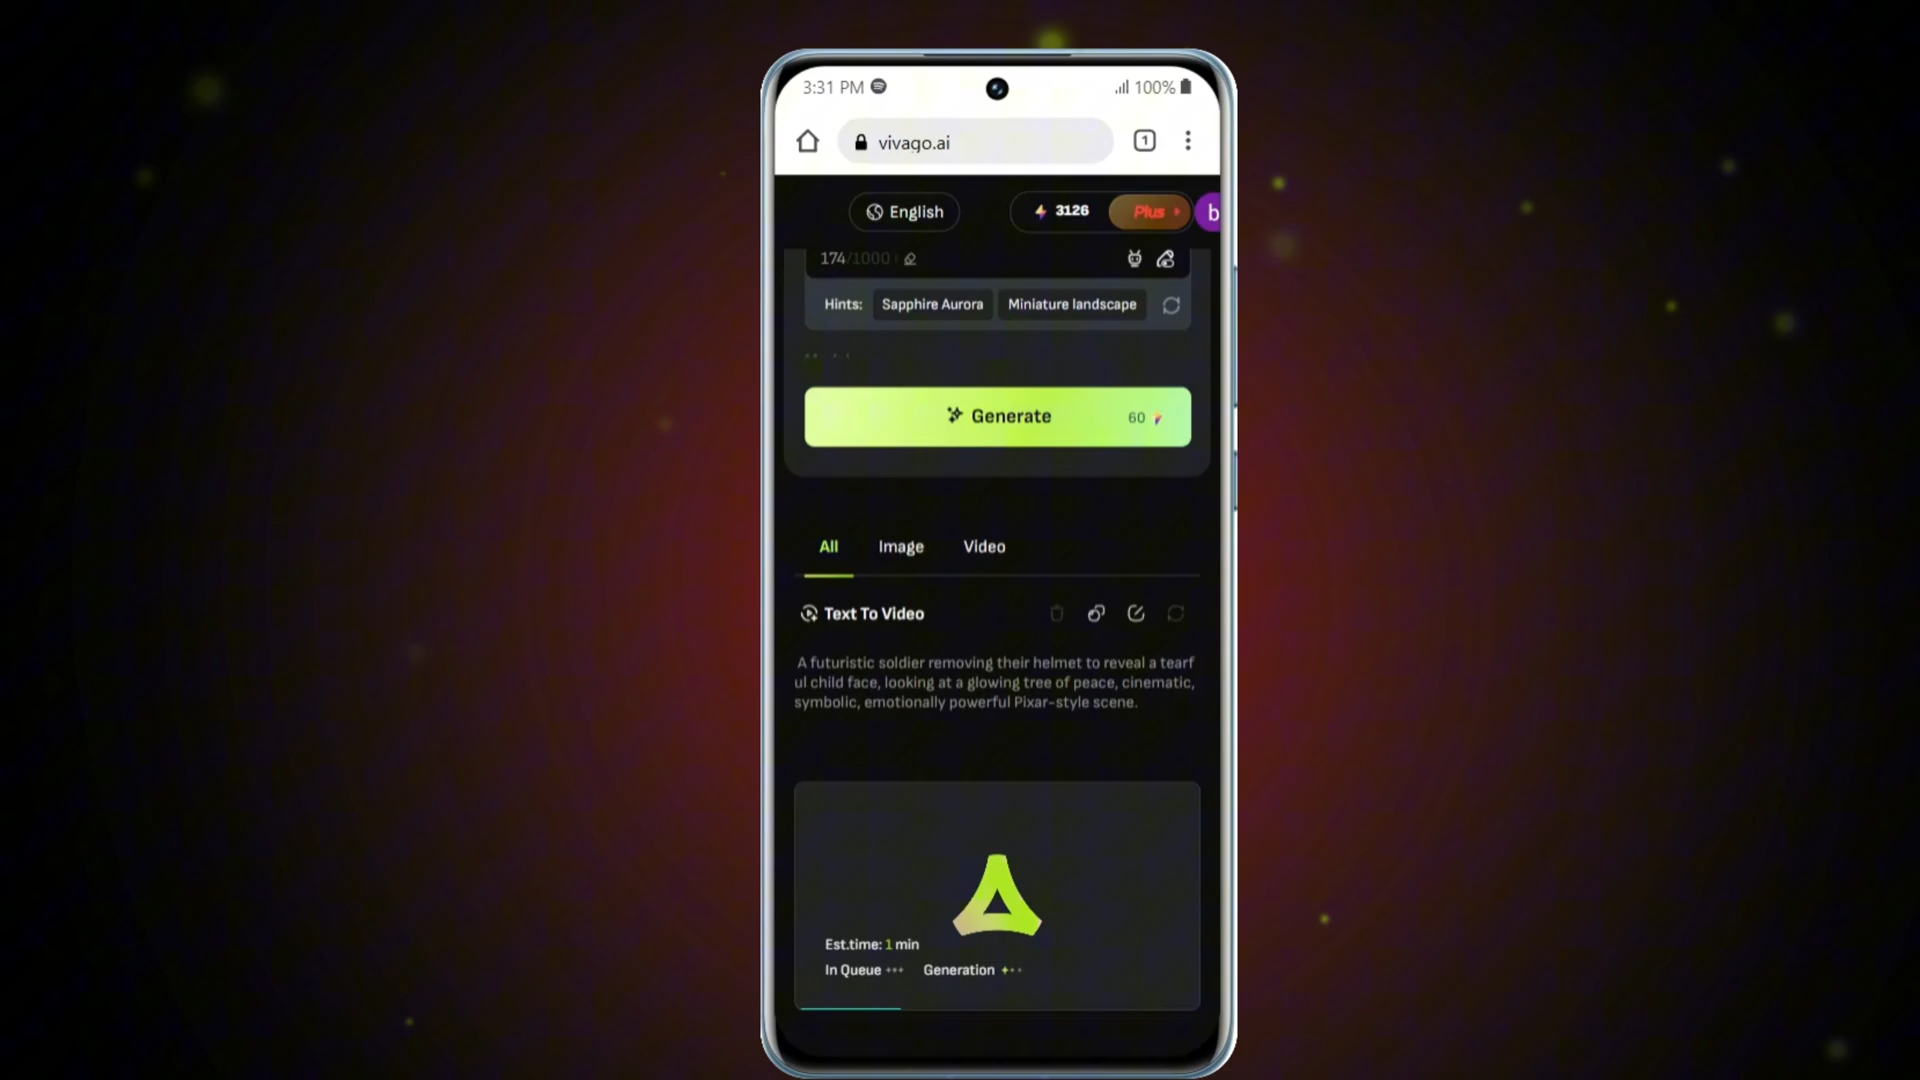 3:31 PM 100%
vivago.ai 1
English 3126 Plus b
174/1000
Hints: Sapphire Aurora Miniature landscape
Generate 60
All Image Video
Text To Video
A futuristic soldier removing their helmet to reveal a tearf
ul child face, looking at a glowing tree of peace, cinematic,
symbolic, emotionally powerful Pixar-style scene.
Est.time: 1 min
In Queue Generation